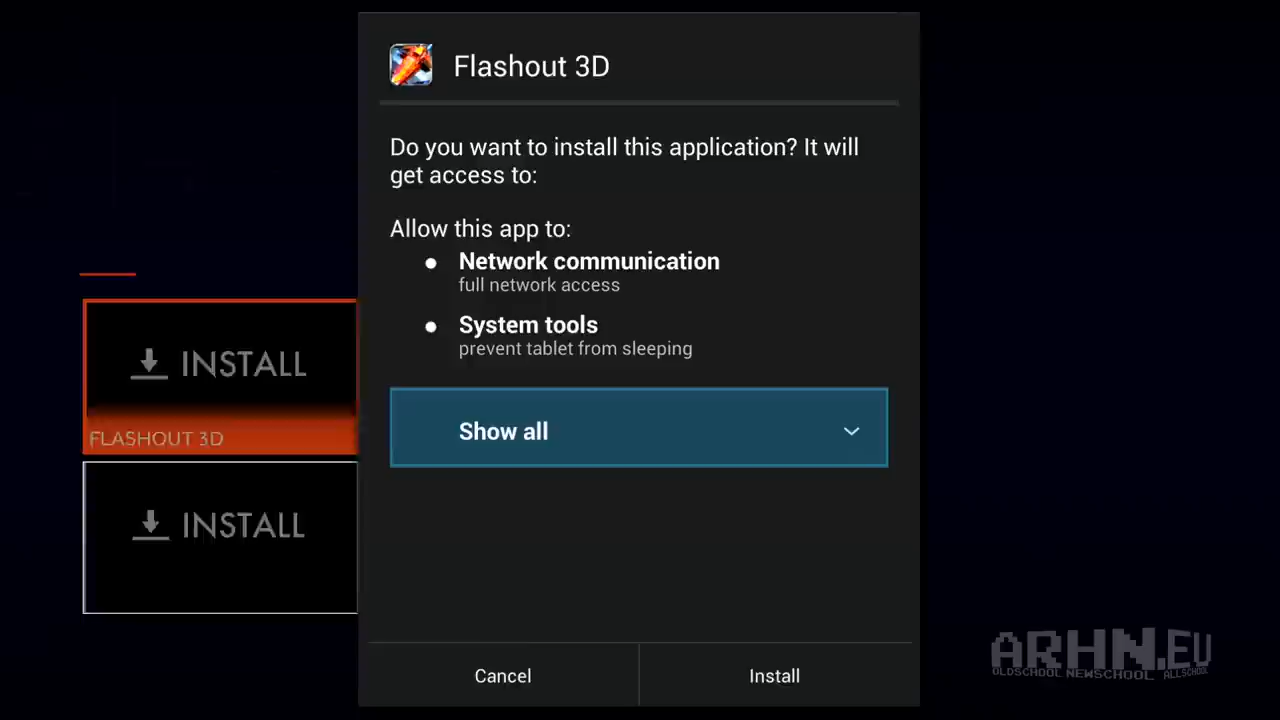 Flashout 3D
Do you want to install this application? It will
get access to:
Allow this app to:
Network communication
full network access
System tools
prevent tablet from sleeping
Show all
Cancel
Install
INSTALL
FLASHOUT 3D
INSTALL
ARHN.EU
OLDSCHOOL NEWSCHOOL ALLSCHOOL